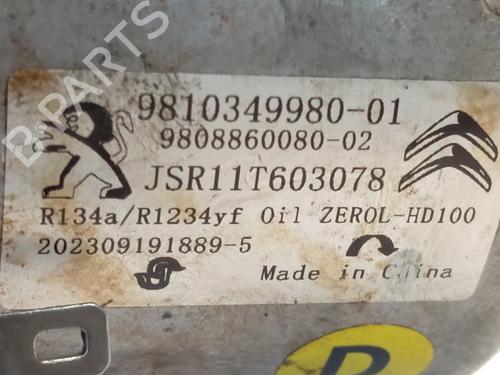 B-PARTS
9810349980-01
9808860080-02
JSR11T603078
R134a/R1234yf Oil ZEROL-HD100
202309191889-5
Made in China